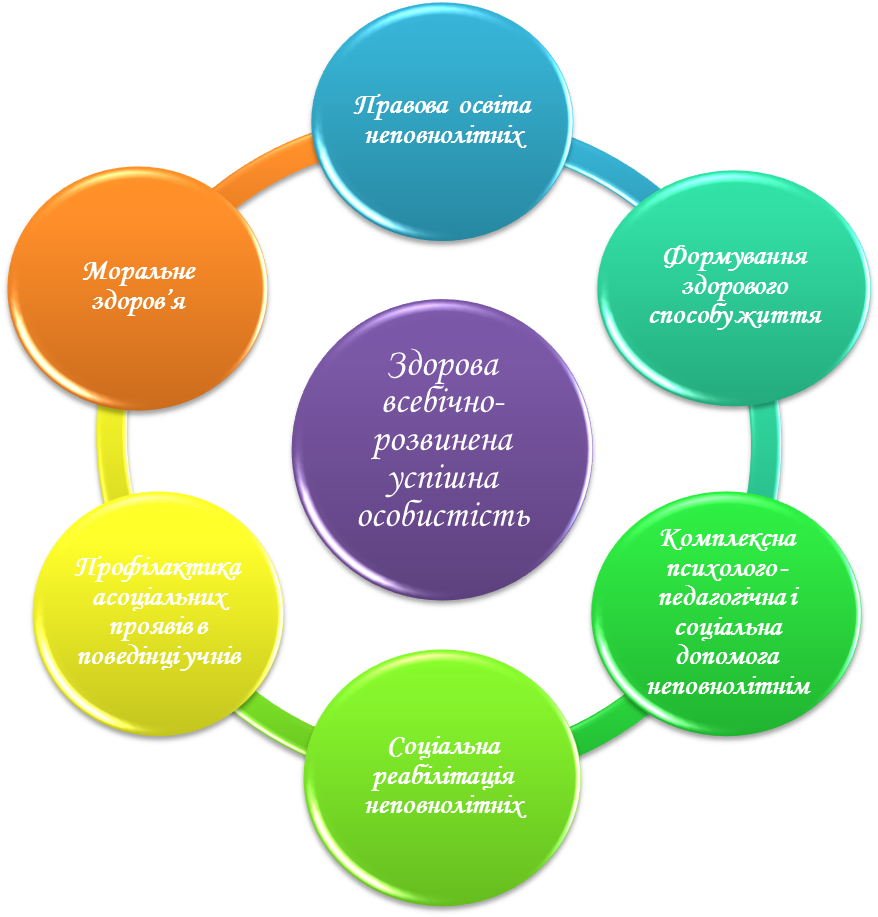 Правова освіта
неповнолітніх
Формування
здорового
способу життя
Комплексна
психолого-
педагогічна і
соціальна
допомога
неповнолітнім
Соціальна
реабілітація
неповнолітніх
Профілактика
асоціальних
проявів в
поведінці учнів
Моральне
здоров’я
Здорова
всебічно-
розвинена
успішна
особистість